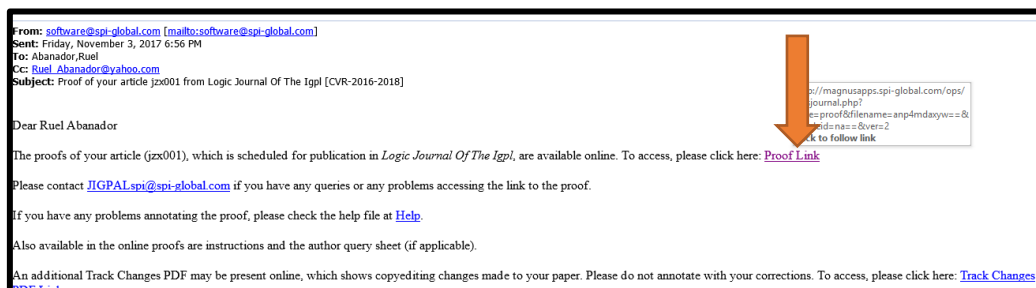 From: software@spi-global.com [mailto:software@spi-global.com]
Sent: Friday, November 3, 2017 6:56 PM
To: Abanador,Ruel
Cc: Ruel_Abanador@yahoo.com
Subject: Proof of your article jzx001 from Logic Journal Of The Igpl [CVR-2016-2018]
://magnusapps.spi-global.com/ops/
journal.php?
=proof&filename=anp4mdaxyw==&
id=na==&ver=2
to follow link
Dear Ruel Abanador
The proofs of your article (jzx001), which is scheduled for publication in Logic Journal Of The Igpl, are available online. To access, please click here: Proof Link
Please contact JIGPALspi@spi-global.com if you have any queries or any problems accessing the link to the proof.
If you have any problems annotating the proof, please check the help file at Help.
Also available in the online proofs are instructions and the author query sheet (if applicable).
An additional Track Changes PDF may be present online, which shows copyediting changes made to your paper. Please do not annotate with your corrections. To access, please click here: Track Changes